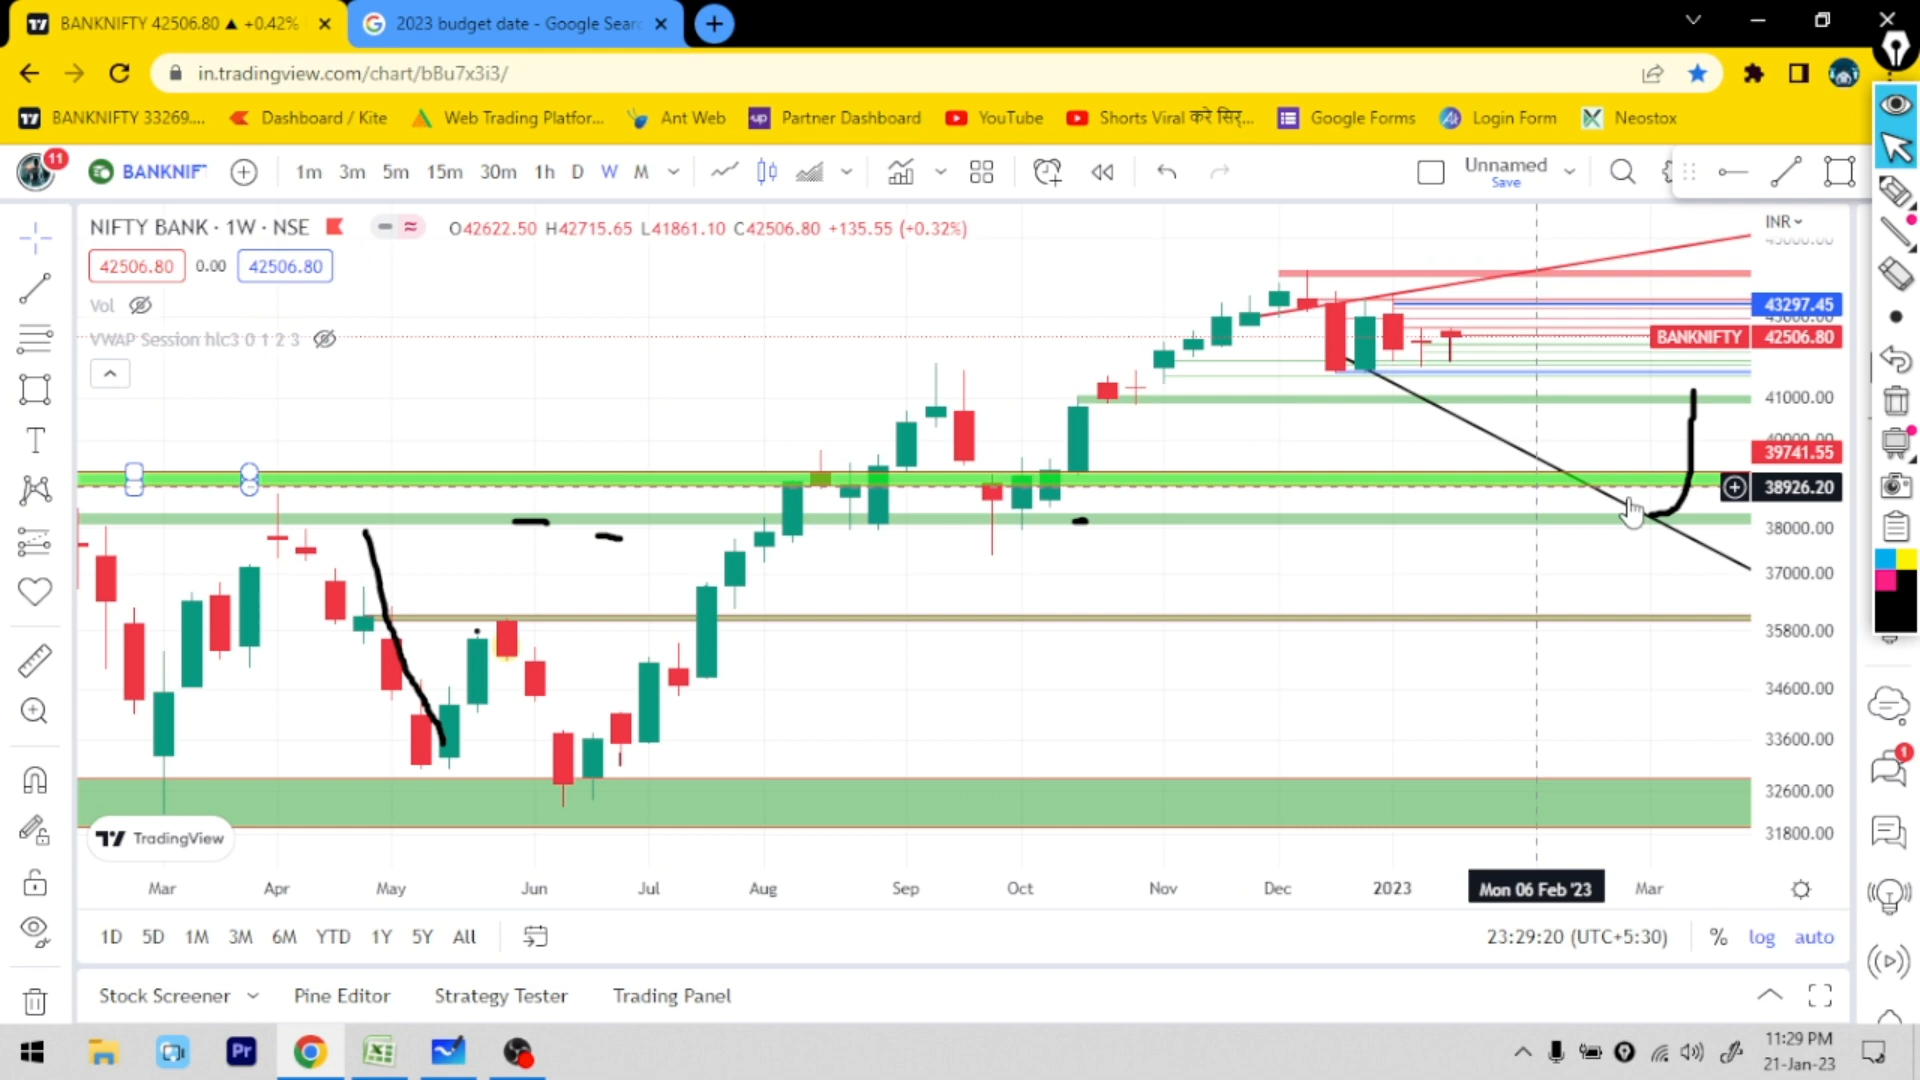 BANKNIFTY 42506.80 ▲ +0.42%
2023 budget date - Google Sear
in.tradingview.com/chart/bBu7x3i3/
BANKNIFTY 33269....
Dashboard / Kite
Web Trading Platfor...
Ant Web
up
Partner Dashboard
YouTube
Shorts Viral करे सिर्...
Google Forms
Login Form
Neostox
11
BANKNIF
1m 3m 5m 15m 30m 1h D W M
Unnamed
Save
NIFTY BANK · 1W · NSE
O42622.50 H42715.65 L41861.10 C42506.80 +135.55 (+0.32%)
INR
42506.80 0.00 42506.80
Vol
VWAP Session hlc3 0 1 2 3
43297.45
BANKNIFTY 42506.80
41000.00
39741.55
38926.20
38000.00
37000.00
35800.00
34600.00
33600.00
32600.00
31800.00
TradingView
Mar Apr May Jun Jul Aug Sep Oct Nov Dec 2023 Mon 06 Feb '23 Mar
1D 5D 1M 3M 6M YTD 1Y 5Y All
23:29:20 (UTC+5:30) % log auto
1
Stock Screener Pine Editor Strategy Tester Trading Panel
Pr
11:29 PM
21-Jan-23